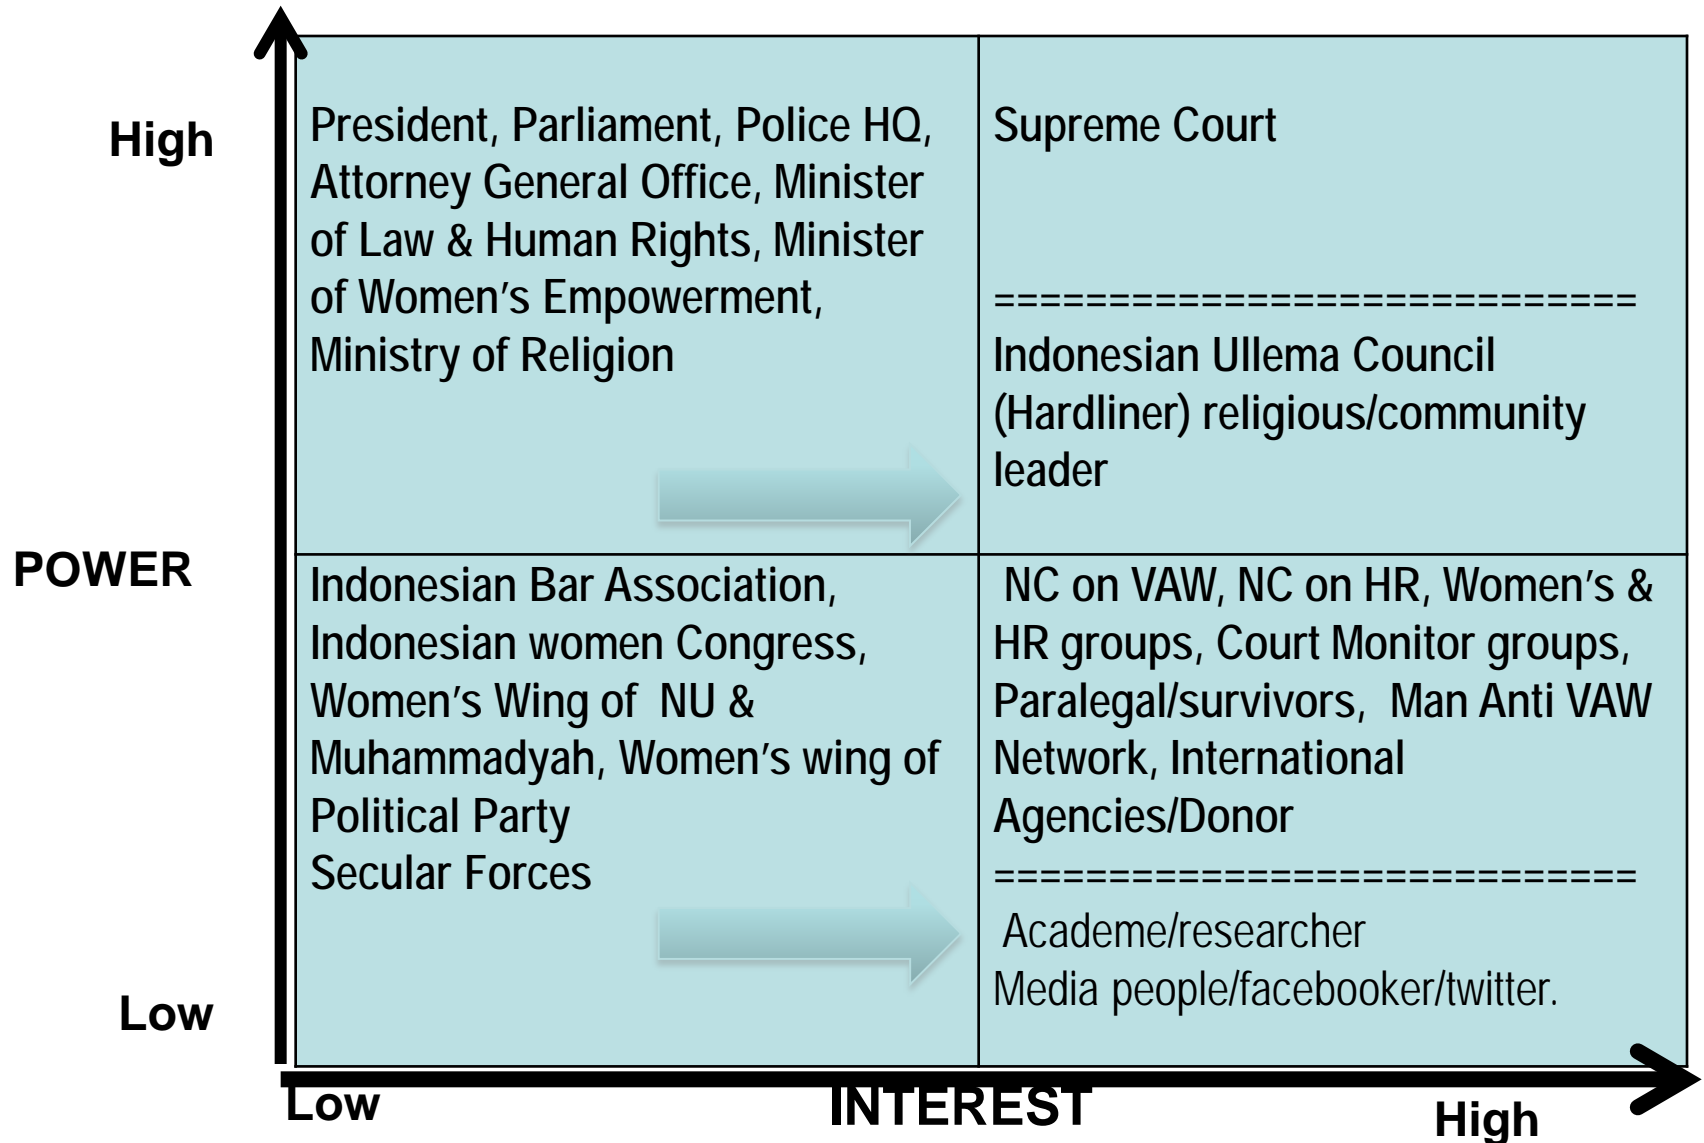 High
President, Parliament, Police HQ,
Attorney General Office, Minister
of Law & Human Rights, Minister
of Women's Empowerment,
Ministry of Religion
Supreme Court
============================
Indonesian Ullema Council
(Hardliner) religious/community
leader
POWER
Indonesian Bar Association,
Indonesian women Congress,
Women's Wing of NU &
Muhammadyah, Women's wing of
Political Party
Secular Forces
NC on VAW, NC on HR, Women's &
HR groups, Court Monitor groups,
Paralegal/survivors, Man Anti VAW
Network, International
Agencies/Donor
============================
Academe/researcher
Media people/facebooker/twitter.
Low
Low
INTEREST
High